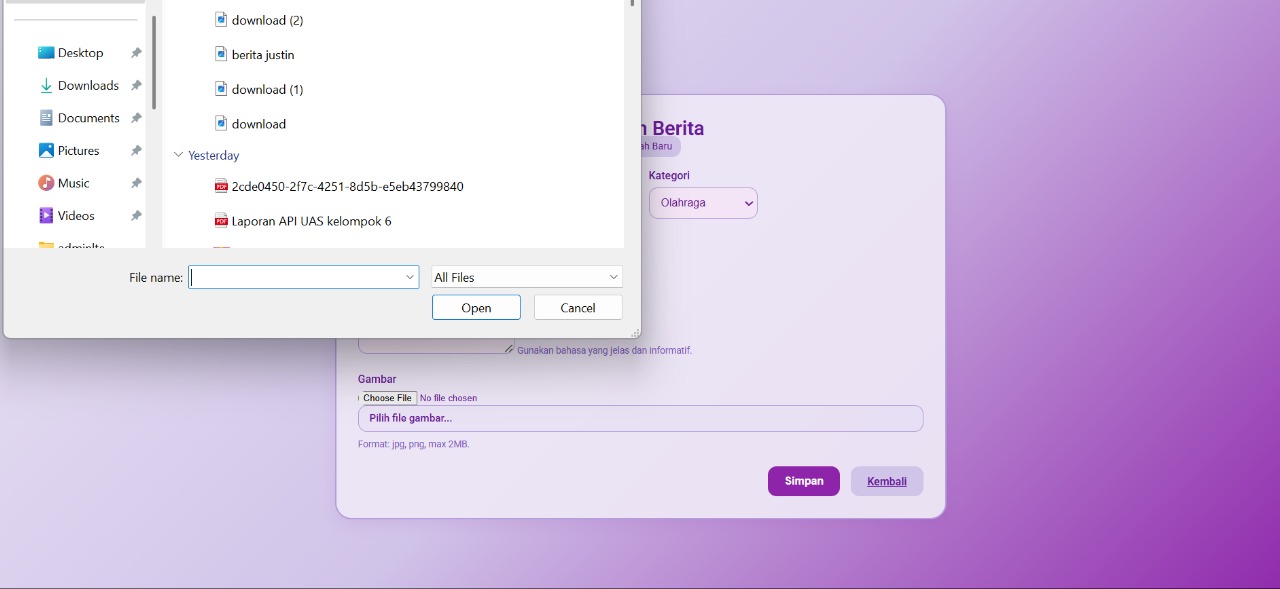 download (2)
berita justin
download (1)
download
Yesterday
2cde0450-2f7c-4251-8d5b-e5eb43799840
Laporan API UAS kelompok 6
Desktop
Downloads
Documents
Pictures
Music
Videos
File name:
All Files
Open
Cancel
Berita
Baru
Kategori
Olahraga
Gunakan bahasa yang jelas dan informatif.
Gambar
Choose File No file chosen
Pilih file gambar...
Format: jpg, png, max 2MB.
Simpan
Kembali